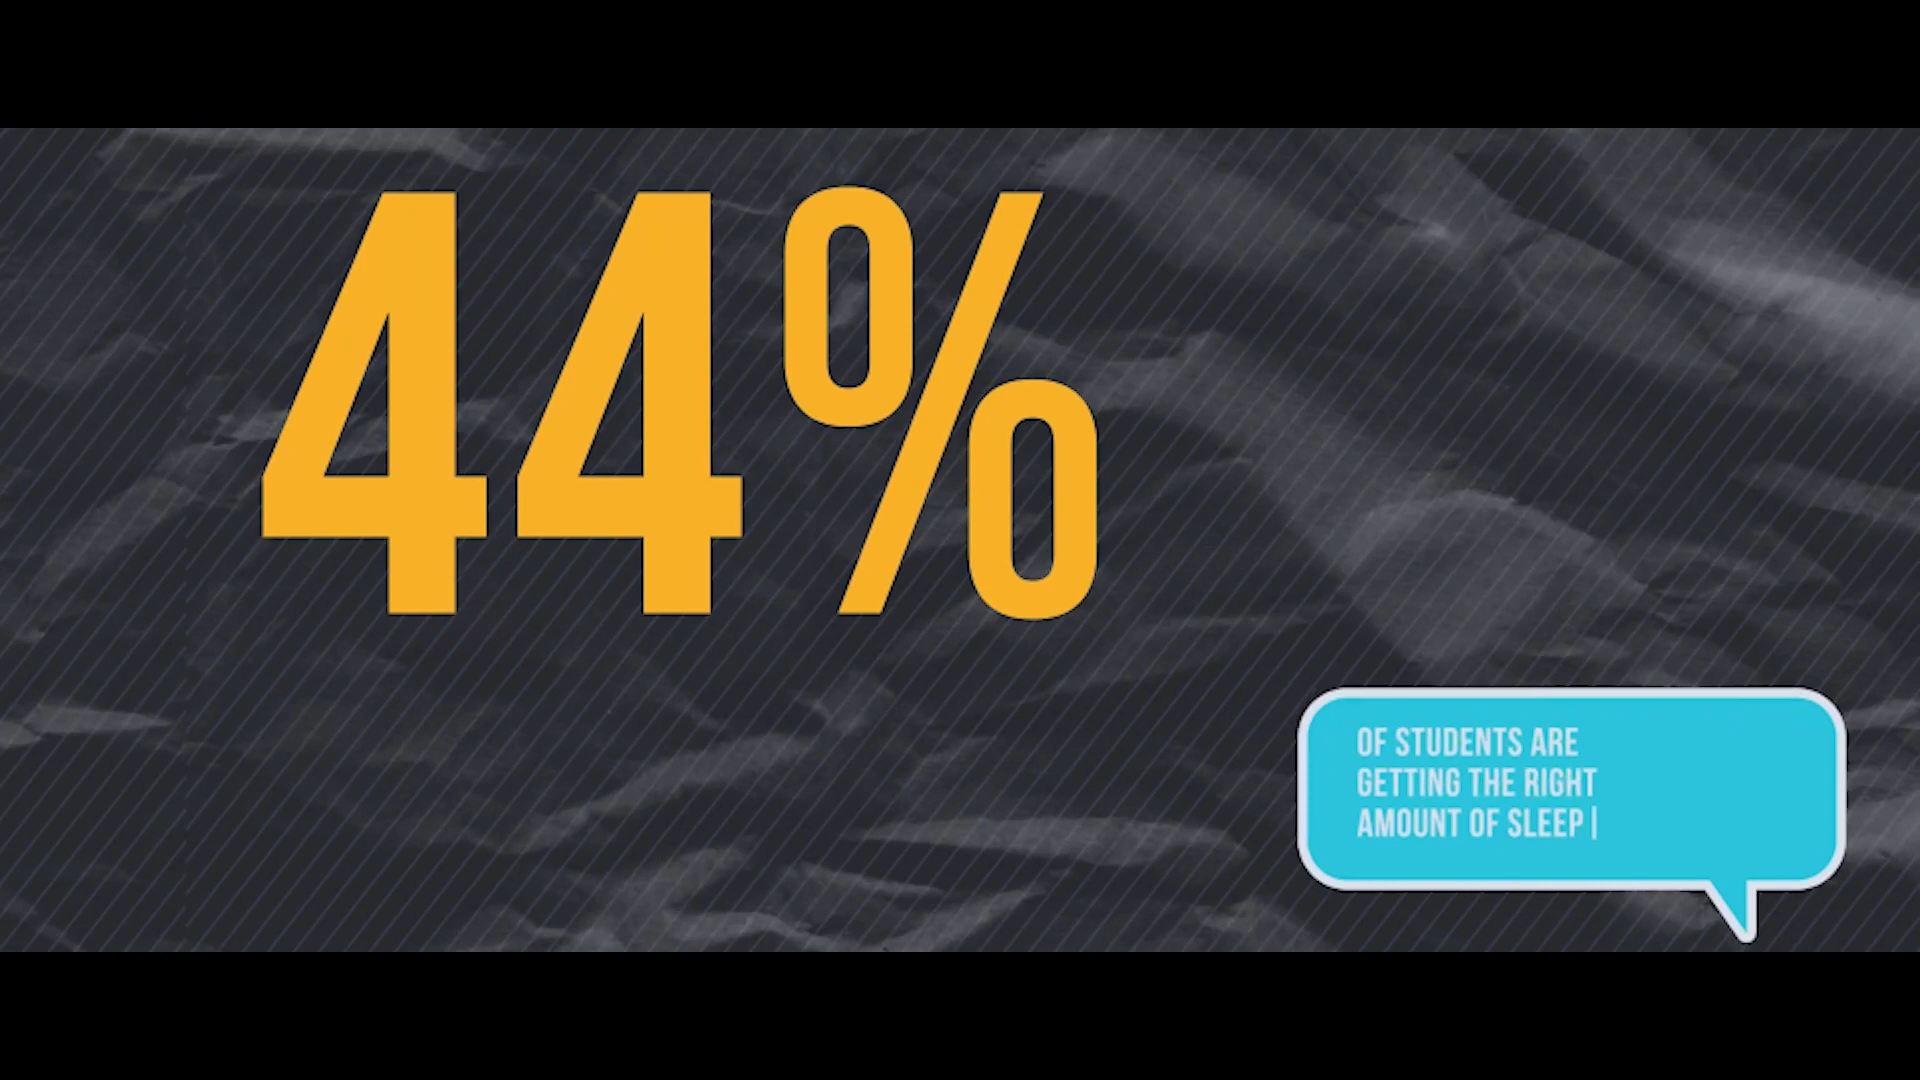 44%
OF STUDENTS ARE
GETTING THE RIGHT
AMOUNT OF SLEEP|